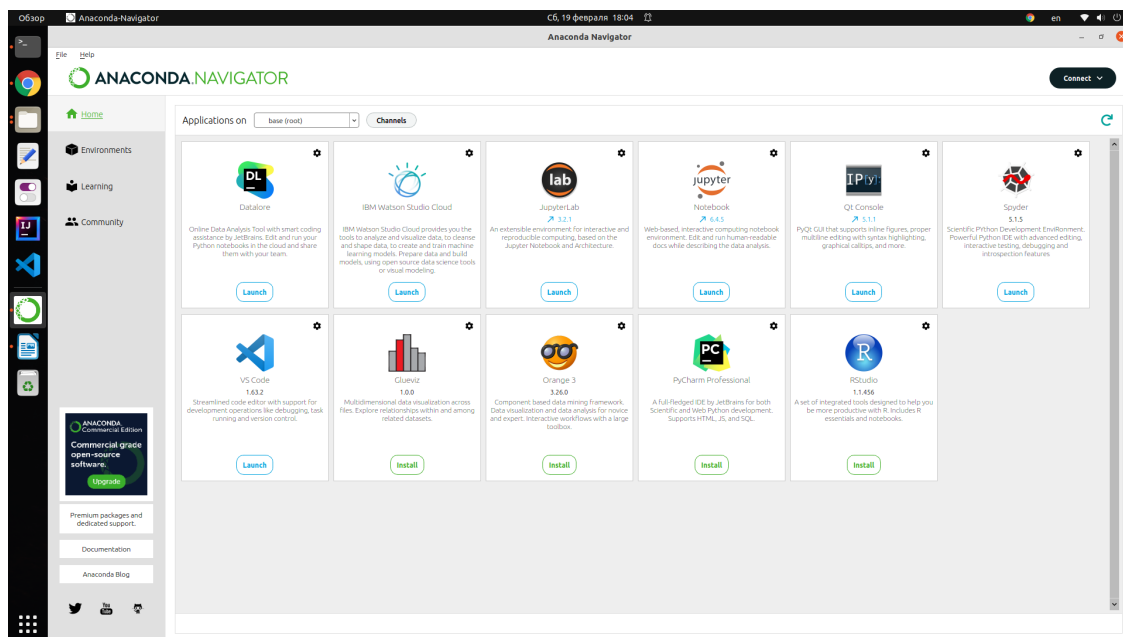 Обзор
Anaconda-Navigator
Сб, 19 февраля 18:04
en
Anaconda Navigator
File Help
ANACONDA.NAVIGATOR
Connect
Home
Environments
Learning
Community
Applications on
base (root)
Channels
DL
Datalore
Online Data Analysis Tool with smart coding
assistance by JetBrains. Edit and run your
Python notebooks in the cloud and share
them with your team.
Launch
IBM Watson Studio Cloud
IBM Watson Studio Cloud provides you the
tools to analyze and visualize data, to cleanse
and shape data, to create and train machine
learning models. Prepare data and build
models, using open source data science tools
or visual modeling.
Launch
lab
JupyterLab
3.2.1
An extensible environment for interactive and
reproducible computing, based on the
Jupyter Notebook and Architecture.
Launch
jupyter
Notebook
6.4.5
Web-based, interactive computing notebook
environment. Edit and run human-readable
docs while describing the data analysis.
Launch
IP[y]:
Qt Console
5.1.1
PyQt GUI that supports inline figures, proper
multiline editing with syntax highlighting,
graphical calltips, and more.
Launch
Spyder
5.1.5
Scientific PYthon Development EnviRonment.
Powerful Python IDE with advanced editing,
interactive testing, debugging and
introspection features
Launch
VS Code
1.63.2
Streamlined code editor with support for
development operations like debugging, task
running and version control.
Launch
Glueviz
1.0.0
Multidimensional data visualization across
files. Explore relationships within and among
related datasets.
Install
Orange 3
3.26.0
Component based data mining framework.
Data visualization and data analysis for novice
and expert. Interactive workflows with a large
toolbox.
Install
PC
PyCharm Professional
A full-fledged IDE by JetBrains for both
Scientific and Web Python development.
Supports HTML, JS, and SQL.
Install
R
RStudio
1.1.456
A set of integrated tools designed to help you
be more productive with R. Includes R
essentials and notebooks.
Install
ANACONDA.
Commercial Edition
Commercial grade
open-source
software.
Upgrade
Premium packages and
dedicated support.
Documentation
Anaconda Blog
You
Tube
IJ